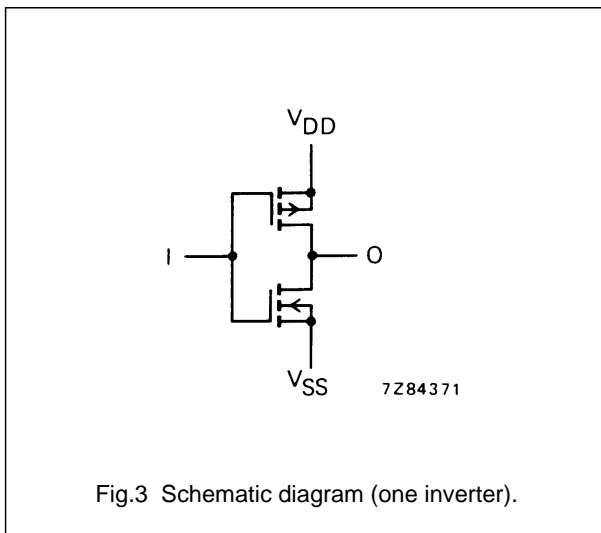 VDD
I
O
VSS
7Z84371
Fig.3 Schematic diagram (one inverter).